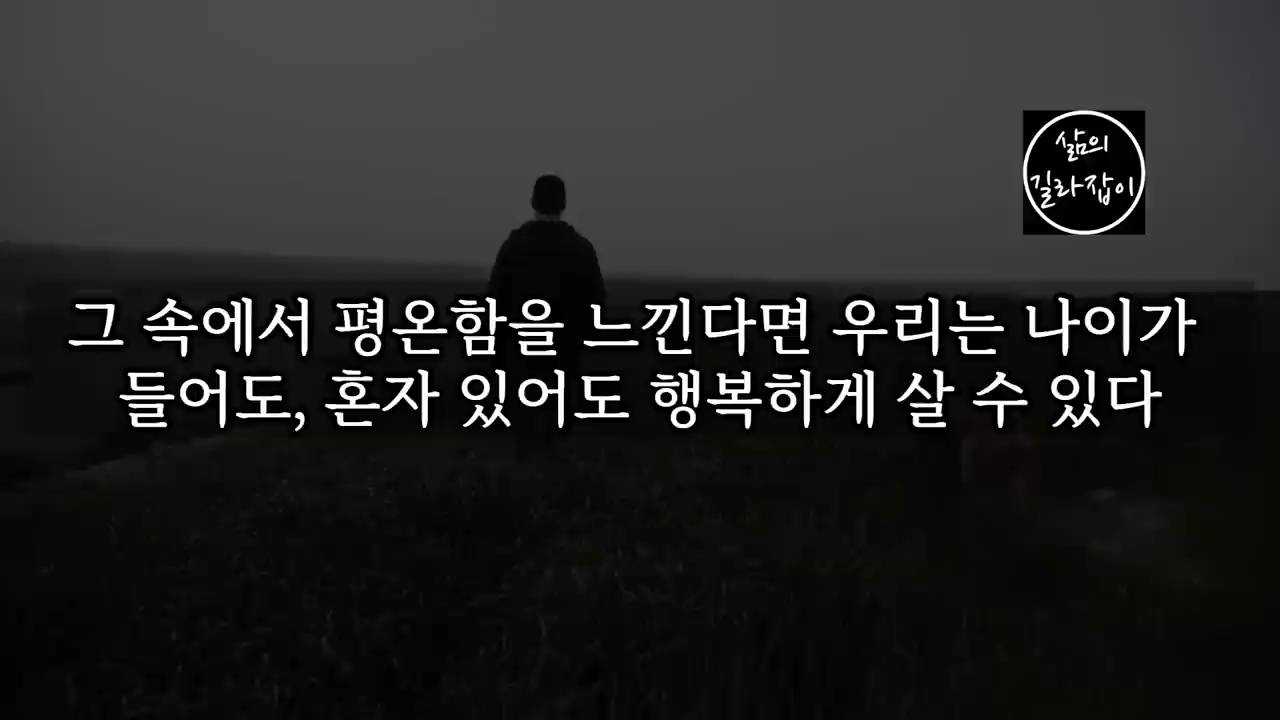 삶의
길라잡이
그 속에서 평온함을 느낀다면 우리는 나이가
들어도, 혼자 있어도 행복하게 살 수 있다